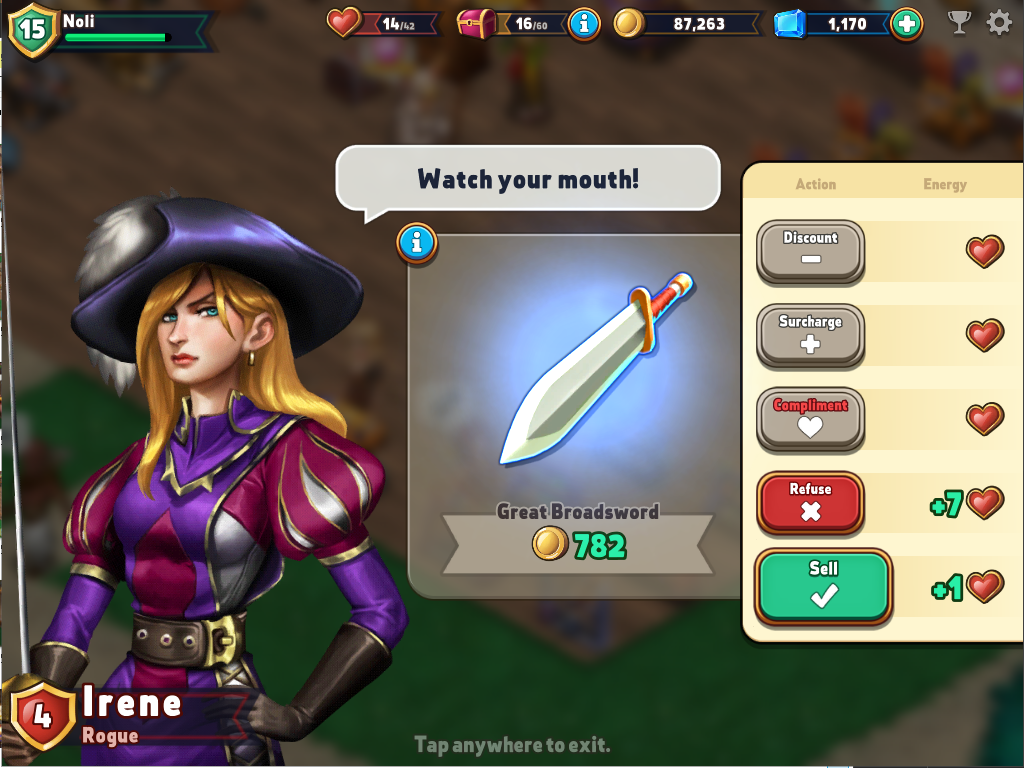 15
Noli
14/42
16/60
87,263
1,170
Watch your mouth!
Action Energy
Discount
Surcharge
Compliment
Refuse
+7
Sell
+1
Great Broadsword
782
4
Irene
Rogue
Tap anywhere to exit.